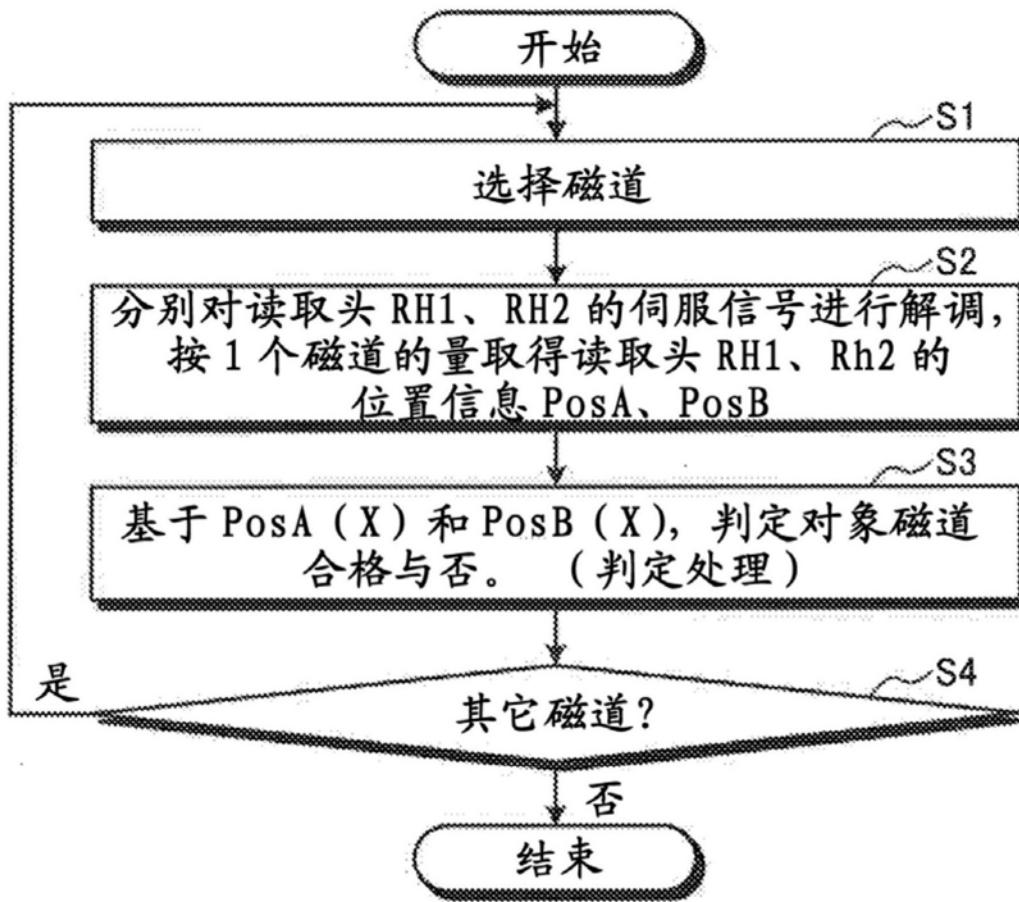 开始
S1
选择磁道
S2
分别对读取头 RH1、RH2 的伺服信号进行解调，
按 1 个磁道的量取得读取头 RH1、Rh2 的
位置信息 PosA、PosB
S3
基于 PosA（X）和 PosB（X），判定对象磁道
合格与否。 （判定处理）
S4
是
其它磁道？
否
结束